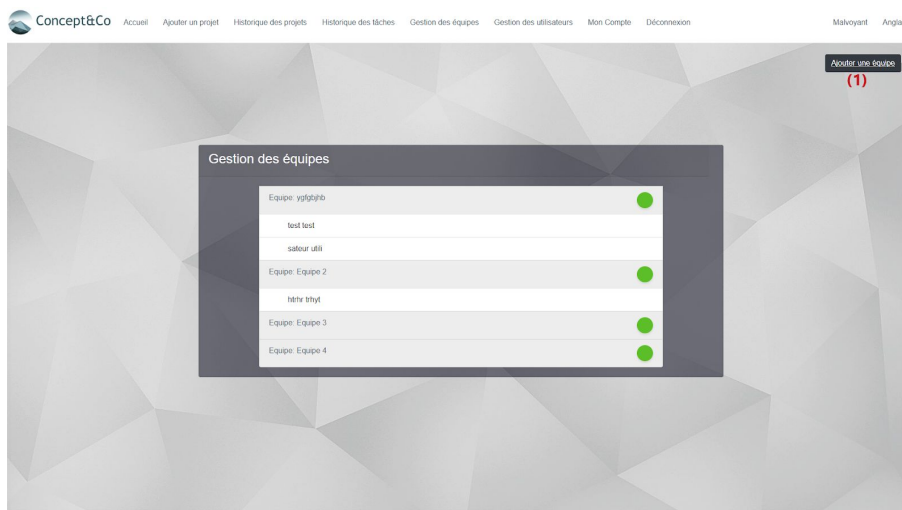 Concept&Co Accueil Ajouter un projet Historique des projets Historique des tâches Gestion des équipes Gestion des utilisateurs Mon Compte Déconnexion Malvoyant Angla
Ajouter une équipe
(1)
Gestion des équipes
Equipe: ygfgbjhb
test test
sateur utili
Equipe: Equipe 2
htrhr trhyt
Equipe: Equipe 3
Equipe: Equipe 4